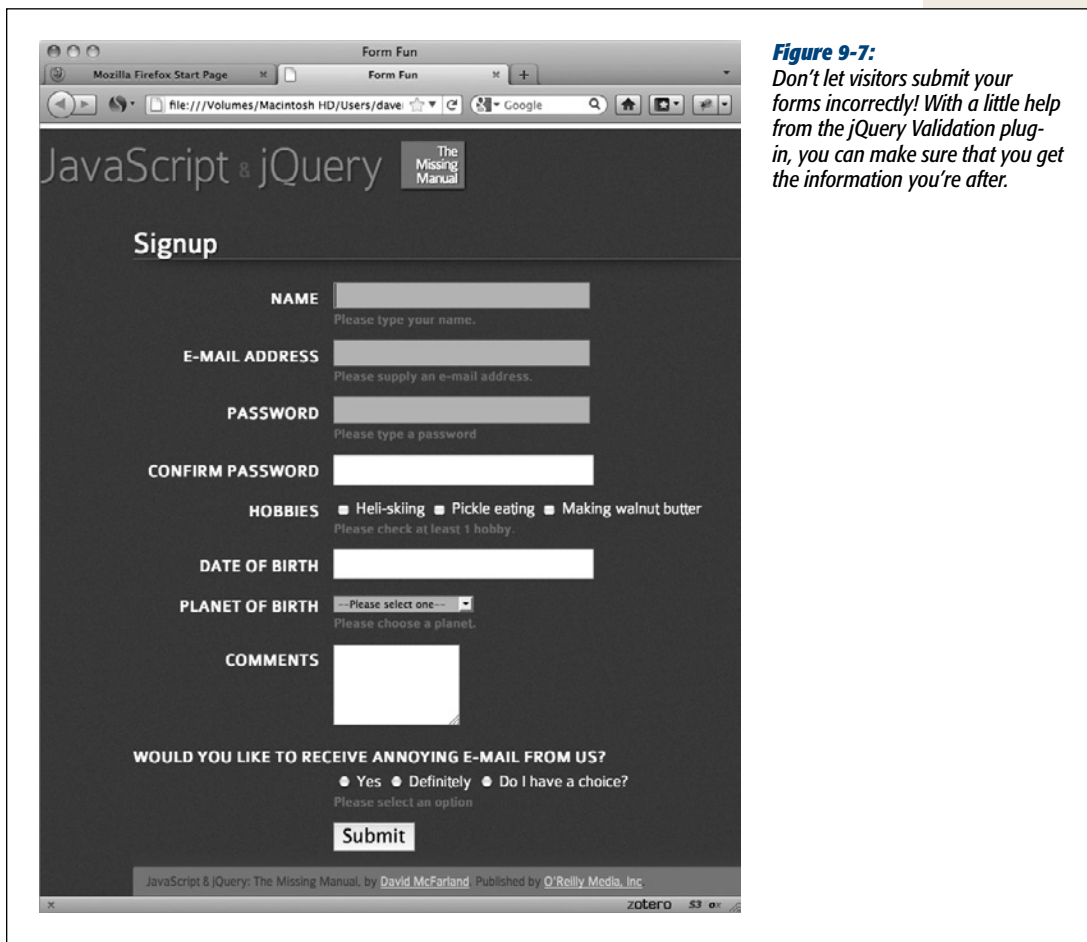 Form Fun
Mozilla Firefox Start Page
Form Fun
file:///Volumes/Macintosh HD/Users/dave
Google
JavaScript & jQuery
The
Missing
Manual
Signup
NAME
Please type your name.
E-MAIL ADDRESS
Please supply an e-mail address.
PASSWORD
Please type a password
CONFIRM PASSWORD
HOBBIES Heli-skiing Pickle eating Making walnut butter
Please check at least 1 hobby.
DATE OF BIRTH
PLANET OF BIRTH --Please select one--
Please choose a planet.
COMMENTS
WOULD YOU LIKE TO RECEIVE ANNOYING E-MAIL FROM US?
Yes Definitely Do I have a choice?
Please select an option
Submit
JavaScript & jQuery: The Missing Manual, by David McFarland. Published by O'Reilly Media, Inc.
zotero
Figure 9-7:
Don't let visitors submit your
forms incorrectly! With a little help
from the jQuery Validation plug-
in, you can make sure that you get
the information you're after.